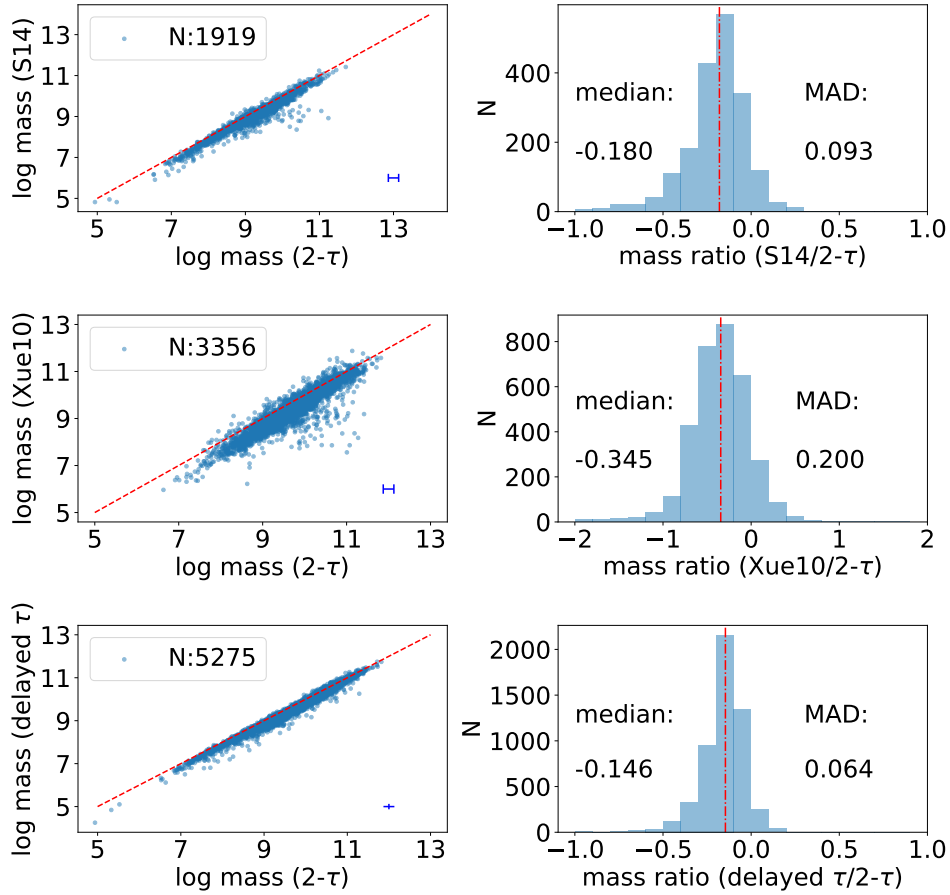 log mass (S14)
13
11
9
7
5
N:1919
5 7 9 11 13
log mass (2-τ)
N
400
200
0
median:
-0.180
MAD:
0.093
−1.0 −0.5 0.0 0.5 1.0
mass ratio (S14/2-τ)
log mass (Xue10)
13
11
9
7
5
N:3356
5 7 9 11 13
log mass (2-τ)
N
800
600
400
200
0
median:
-0.345
MAD:
0.200
−2 −1 0 1 2
mass ratio (Xue10/2-τ)
log mass (delayed τ)
13
11
9
7
5
N:5275
5 7 9 11 13
log mass (2-τ)
N
2000
1500
1000
500
0
median:
-0.146
MAD:
0.064
−1.0 −0.5 0.0 0.5 1.0
mass ratio (delayed τ/2-τ)